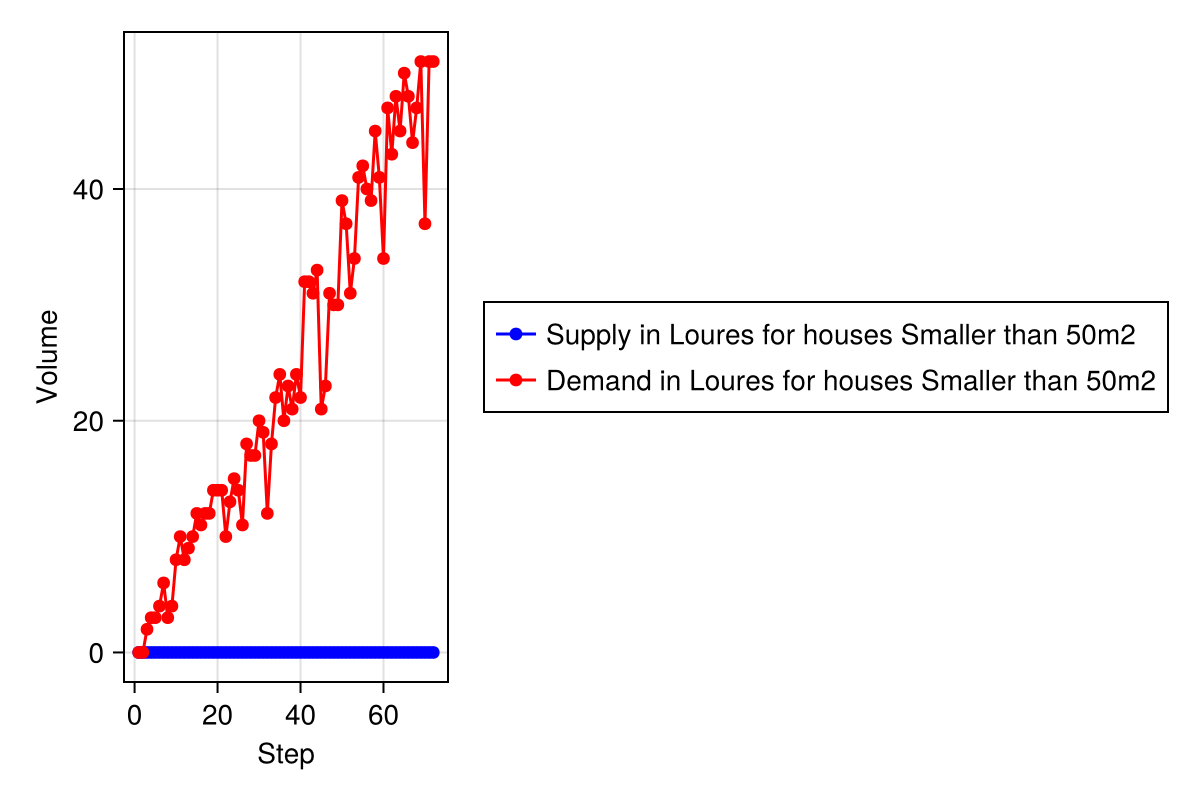 Volume
40
20
0
0 20 40 60
Step
Supply in Loures for houses Smaller than 50m2
Demand in Loures for houses Smaller than 50m2